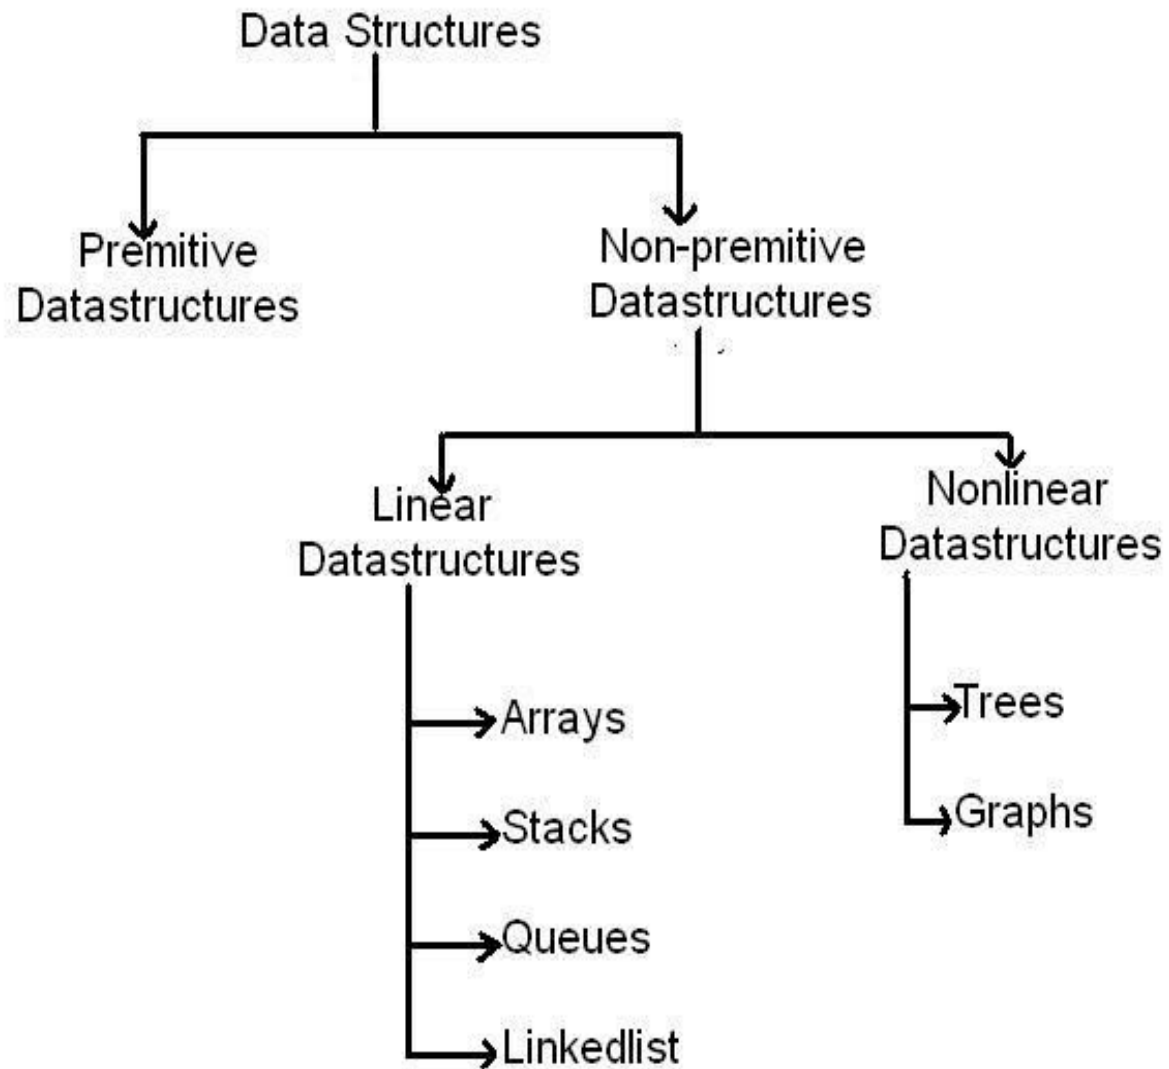 Data Structures
Premitive
Datastructures
Non-premitive
Datastructures
Linear
Datastructures
Nonlinear
Datastructures
Arrays
Stacks
Queues
Linkedlist
Trees
Graphs